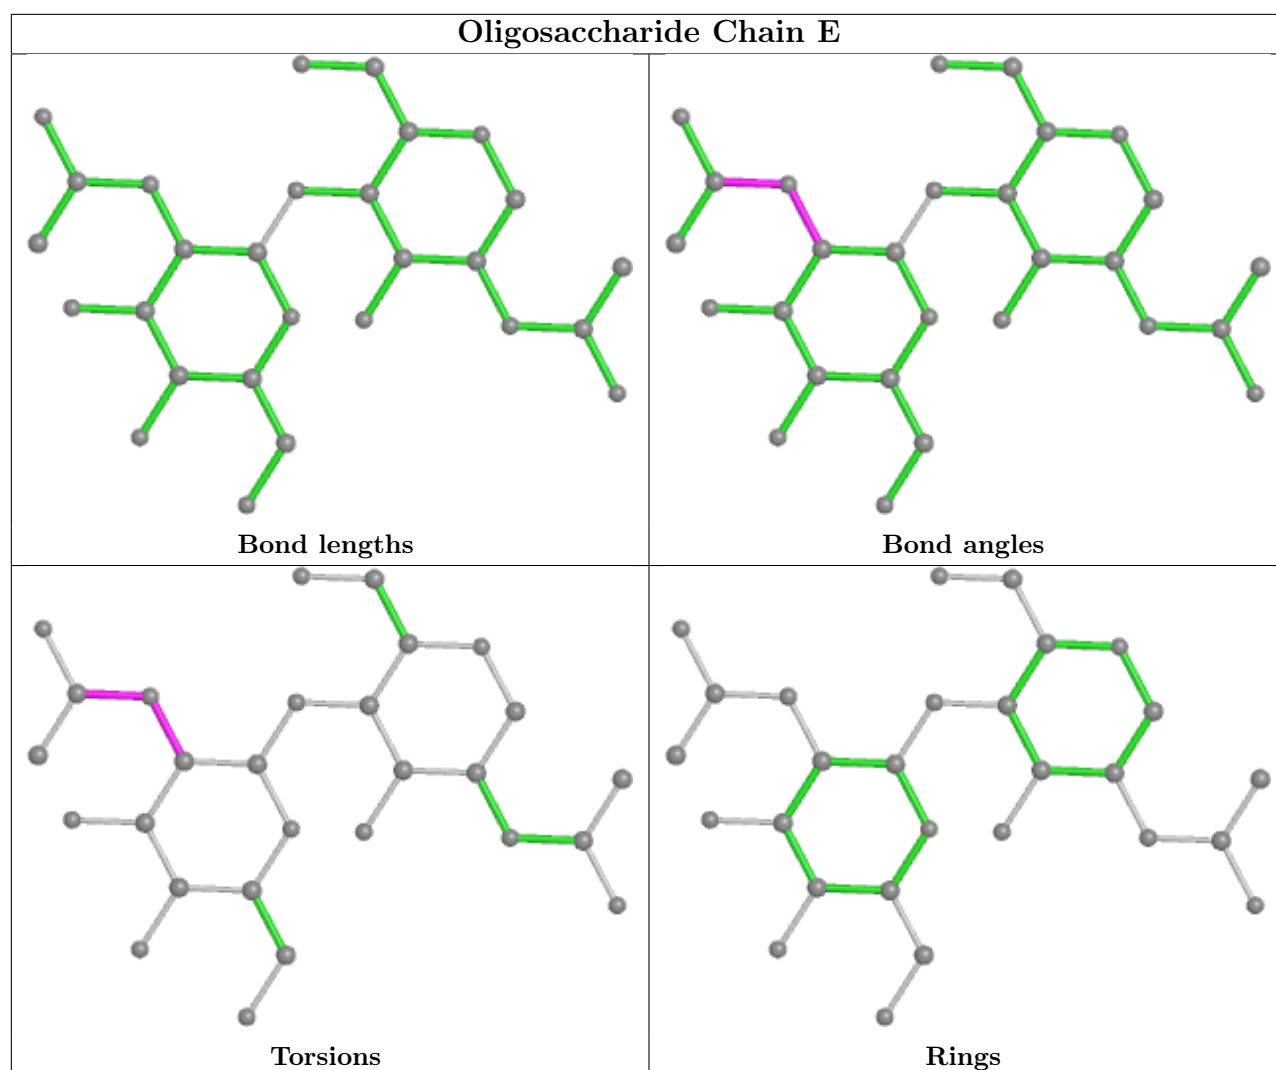 Oligosaccharide Chain E
Bond lengths
Bond angles
Torsions
Rings